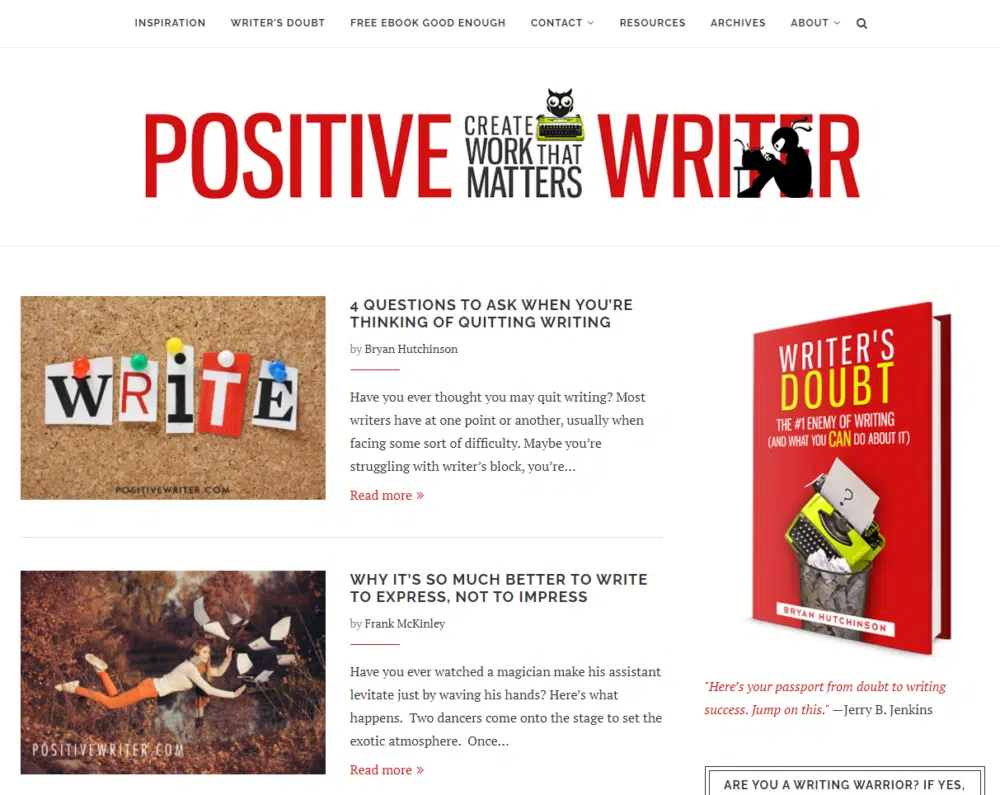 INSPIRATION WRITER'S DOUBT FREE EBOOK GOOD ENOUGH CONTACT RESOURCES ARCHIVES ABOUT
POSITIVE CREATE WORK THAT MATTERS WRITER
WRiTE
POSITIVEWRITER.COM
4 QUESTIONS TO ASK WHEN YOU'RE
THINKING OF QUITTING WRITING
by Bryan Hutchinson
Have you ever thought you may quit writing? Most
writers have at one point or another, usually when
facing some sort of difficulty. Maybe you're
struggling with writer's block, you're…
Read more »
POSITIVEWRITER.COM
WHY IT'S SO MUCH BETTER TO WRITE
TO EXPRESS, NOT TO IMPRESS
by Frank McKinley
Have you ever watched a magician make his assistant
levitate just by waving his hands? Here's what
happens. Two dancers come onto the stage to set the
exotic atmosphere. Once…
Read more »
WRITER'S
DOUBT
THE #1 ENEMY OF WRITING
(AND WHAT YOU CAN DO ABOUT IT)
?
BRYAN HUTCHINSON
"Here's your passport from doubt to writing
success. Jump on this." —Jerry B. Jenkins
ARE YOU A WRITING WARRIOR? IF YES,